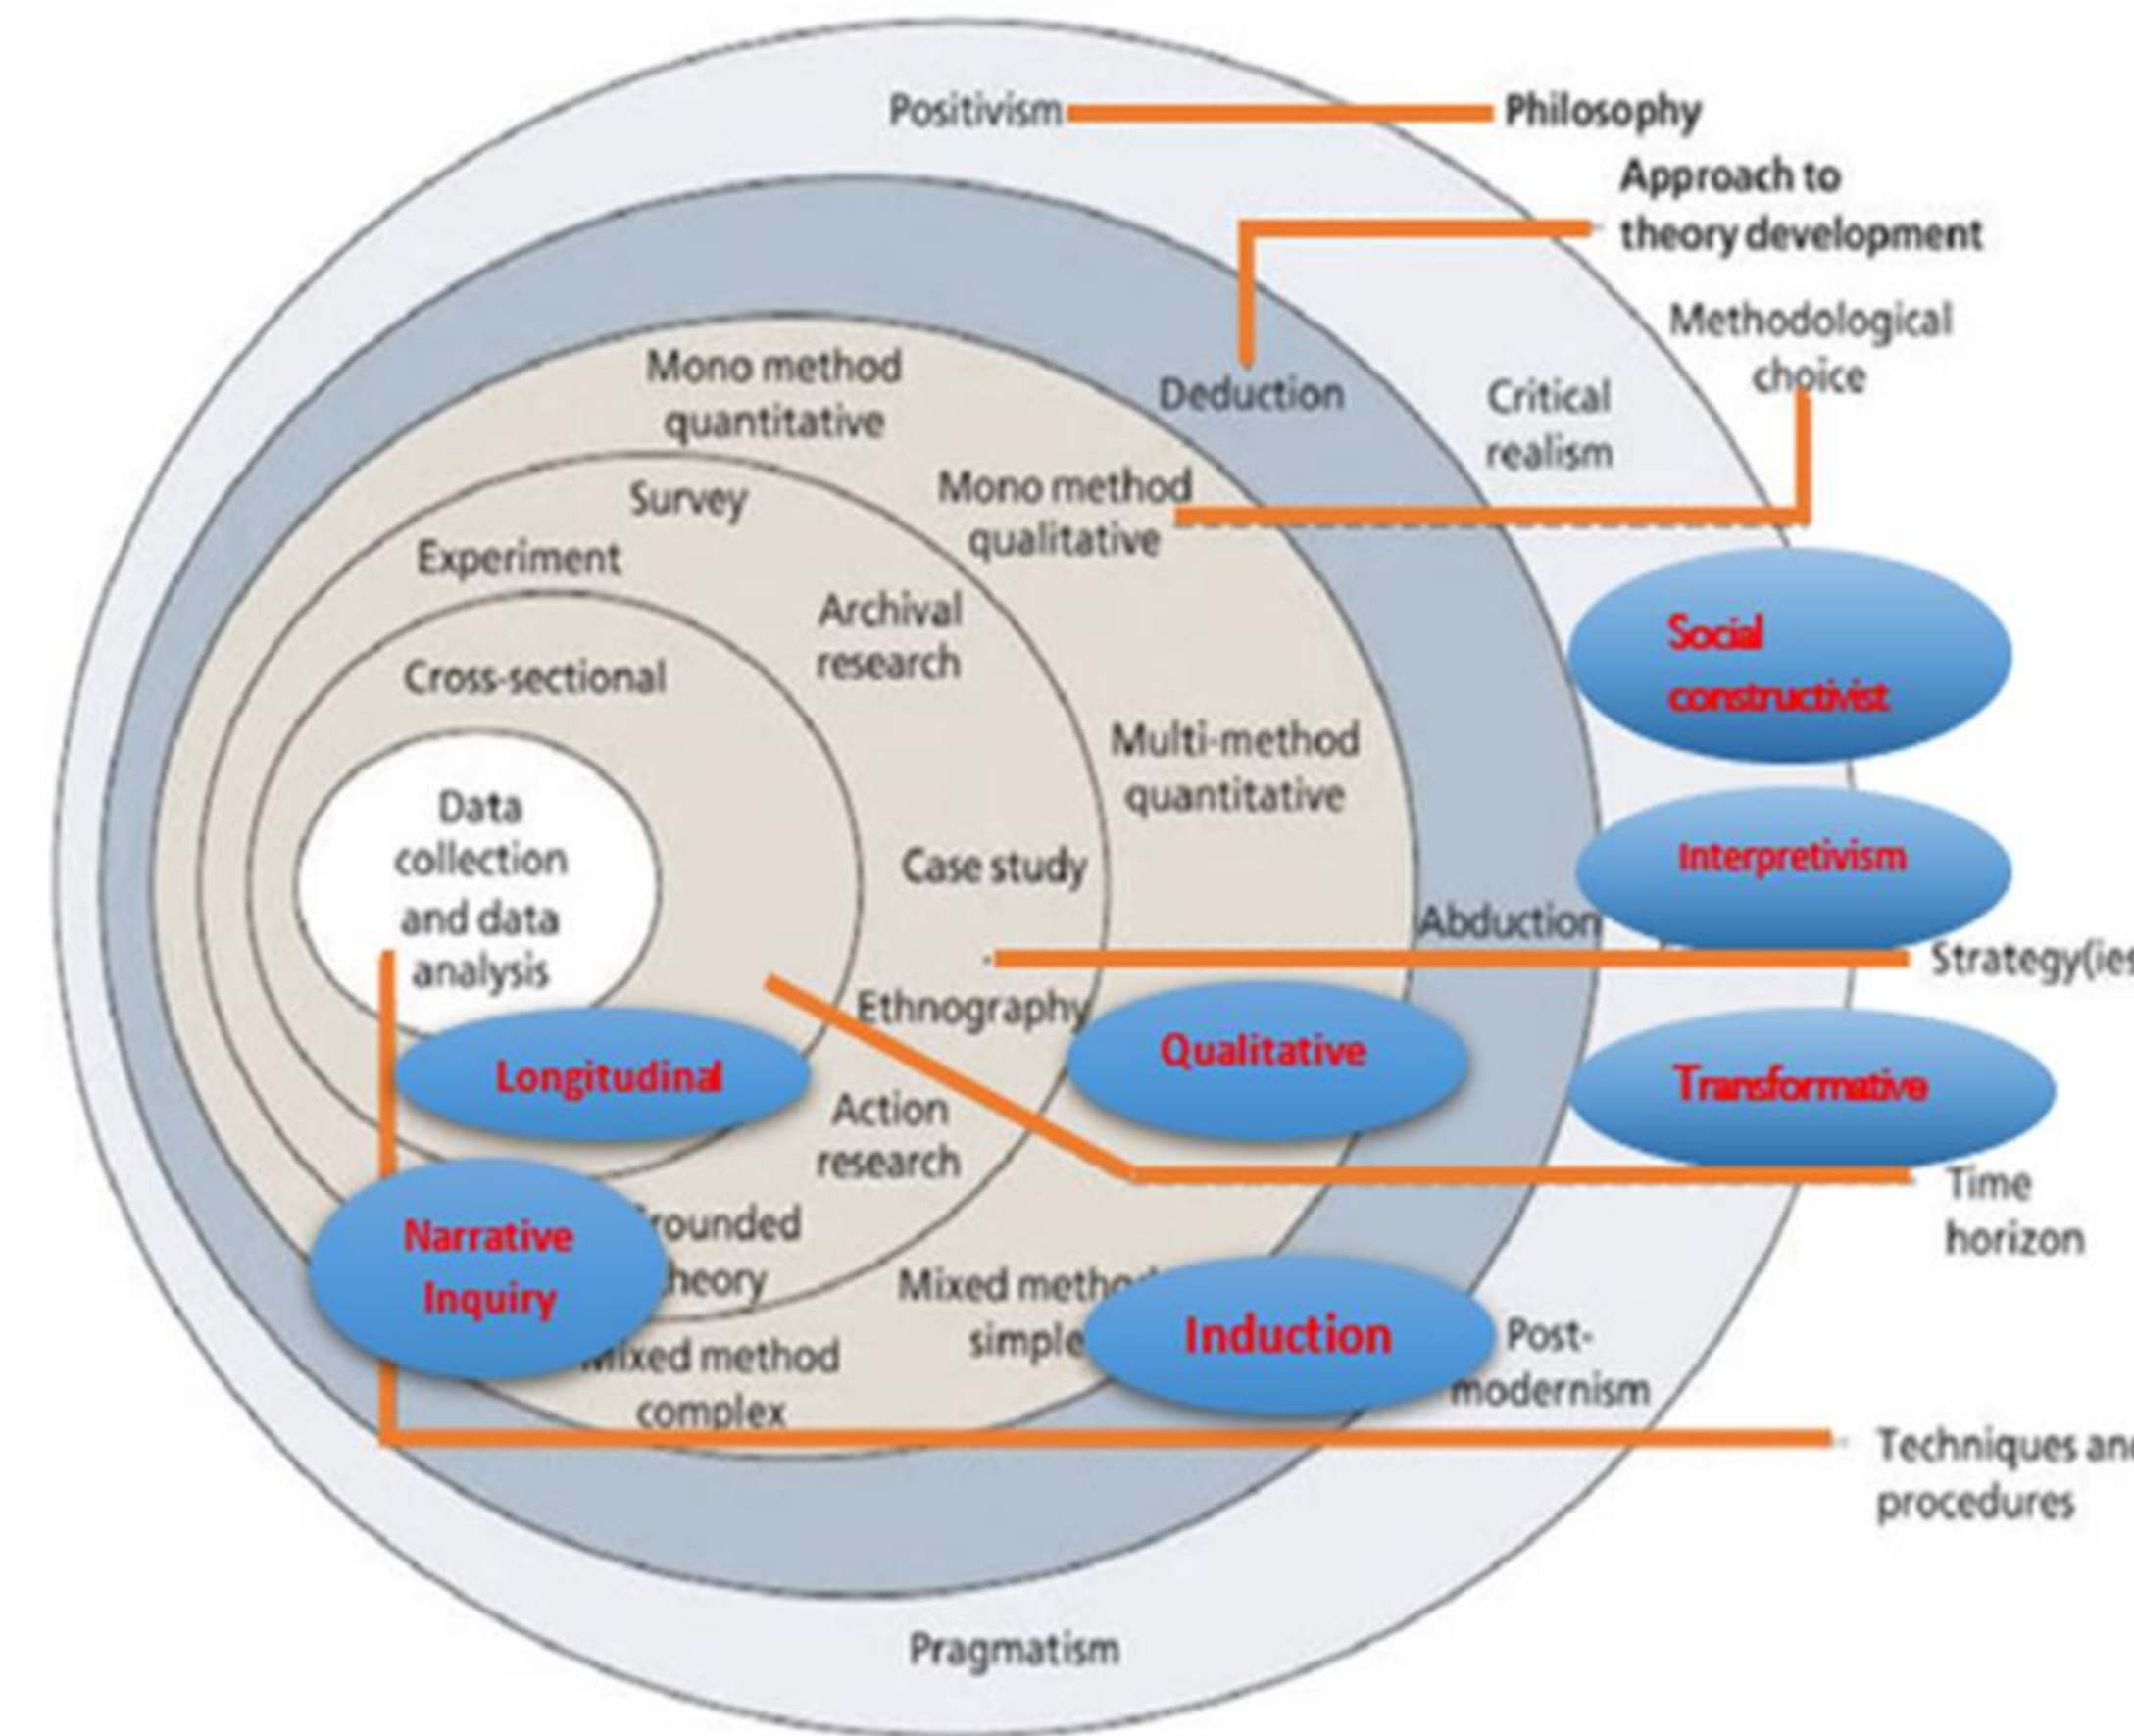 Positivism
Philosophy
Approach to
theory development
Methodological
choice
Mono method
quantitative
Deduction
Critical
realism
Survey
Mono method
qualitative
Experiment
Archival
research
Social
constructivist
Cross-sectional
Multi-method
quantitative
Data
collection
and data
analysis
Case study
Interpretivism
Abduction
Strategy(ies
Ethnography
Qualitative
Longitudinal
Transformative
Action
research
Time
horizon
Narrative
Inquiry
rounded
heory
Mixed metho
simple
Induction
Post-
modernism
Mixed method
complex
Techniques and
procedures
Pragmatism